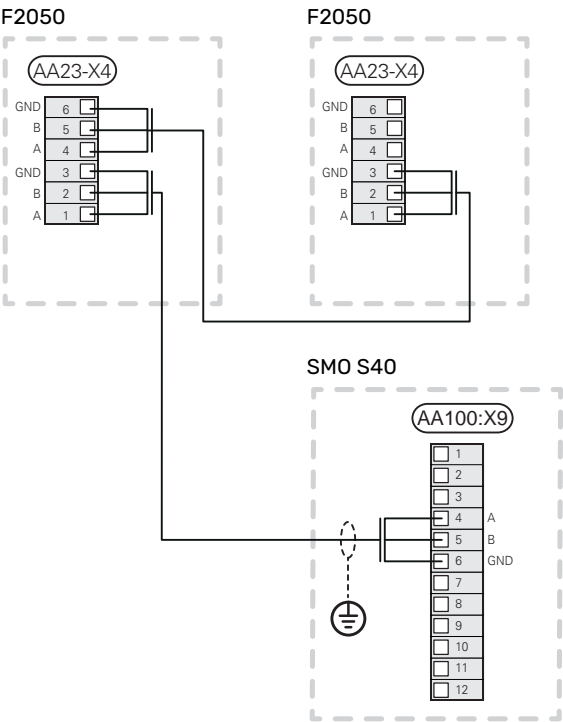 F2050
F2050
AA23-X4
AA23-X4
GND 6
B 5
A 4
GND 3
B 2
A 1
GND 6
B 5
A 4
GND 3
B 2
A 1
SMO S40
AA100:X9
1
2
3
4 A
5 B
6 GND
7
8
9
10
11
12